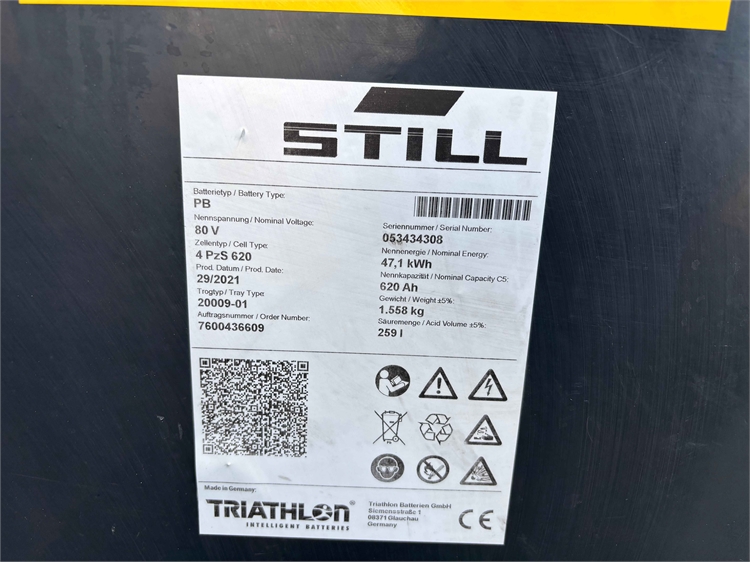 STILL
Batterietyp / Battery Type:
PB
Nennspannung / Nominal Voltage:
80 V
Zellentyp / Cell Type:
4 PzS 620
Prod. Datum / Prod. Date:
29/2021
Trogtyp / Tray Type:
20009-01
Auftragsnummer / Order Number:
7600436609
Seriennummer / Serial Number:
053434308
Nennenergie / Nominal Energy:
47,1 kWh
Nennkapazität / Nominal Capacity C5:
620 Ah
Gewicht / Weight ±5%:
1.558 kg
Säuremenge / Acid Volume ±5%:
259 l
Pb
Made in Germany:
TRIATHLON
INTELLIGENT BATTERIES
Triathlon Batterien GmbH
Siemensstraße 1
08371 Glauchau
Germany
CE